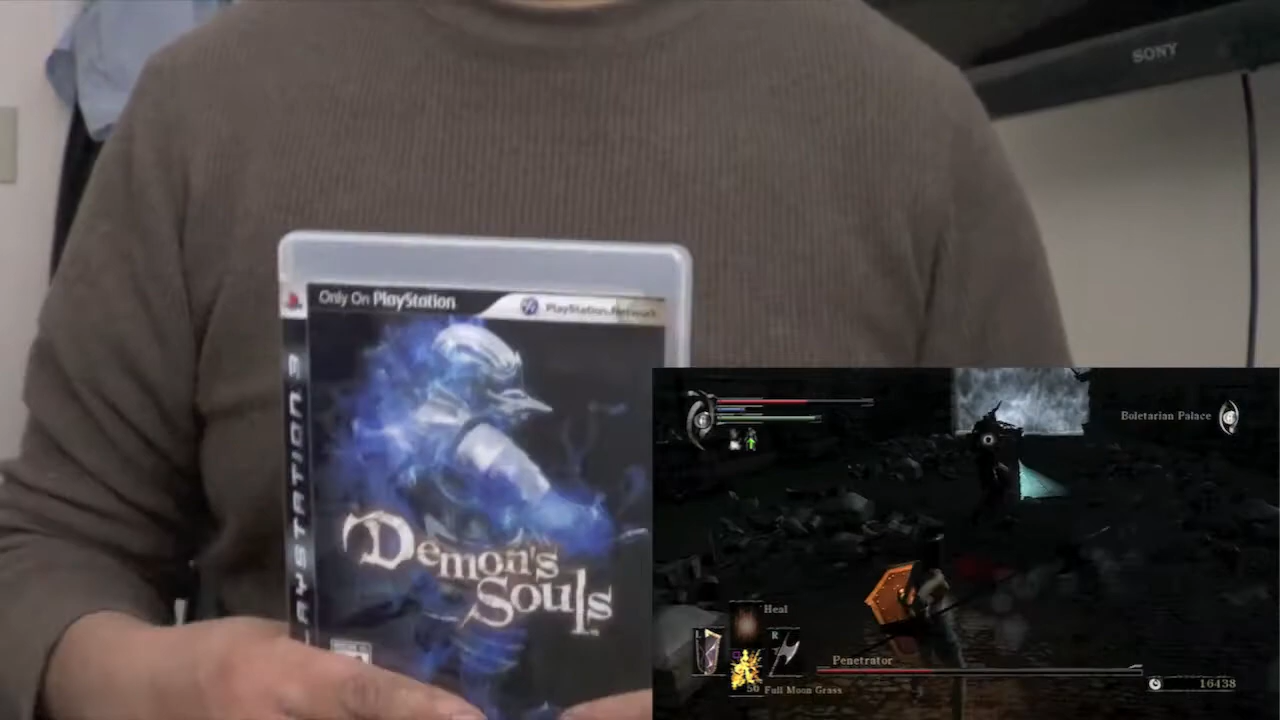 SONY
Only On PlayStation
PlayStation Network
PLAYSTATION 3
Demon's
Souls
Boletarian Palace
Heal
L
R
Penetrator
50 Full Moon Grass
16438